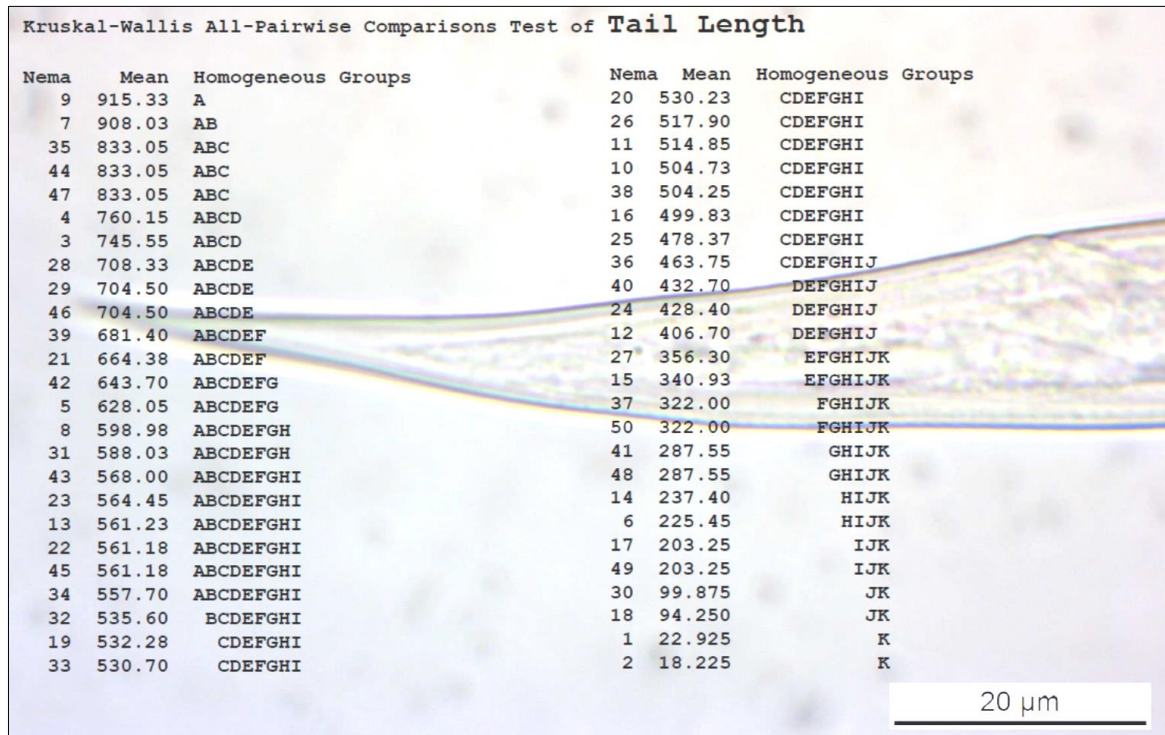 Kruskal-Wallis All-Pairwise Comparisons Test of Tail Length
Nema Mean Homogeneous Groups
9 915.33 A
7 908.03 AB
35 833.05 ABC
44 833.05 ABC
47 833.05 ABC
4 760.15 ABCD
3 745.55 ABCD
28 708.33 ABCDE
29 704.50 ABCDE
46 704.50 ABCDE
39 681.40 ABCDEF
21 664.38 ABCDEF
42 643.70 ABCDEFG
5 628.05 ABCDEFG
8 598.98 ABCDEFGH
31 588.03 ABCDEFGH
43 568.00 ABCDEFGHI
23 564.45 ABCDEFGHI
13 561.23 ABCDEFGHI
22 561.18 ABCDEFGHI
45 561.18 ABCDEFGHI
34 557.70 ABCDEFGHI
32 535.60 BCDEFGHI
19 532.28 CDEFGHI
33 530.70 CDEFGHI
Nema Mean Homogeneous Groups
20 530.23 CDEFGHI
26 517.90 CDEFGHI
11 514.85 CDEFGHI
10 504.73 CDEFGHI
38 504.25 CDEFGHI
16 499.83 CDEFGHI
25 478.37 CDEFGHI
36 463.75 CDEFGHIJ
40 432.70 DEFGHIJ
24 428.40 DEFGHIJ
12 406.70 DEFGHIJ
27 356.30 EFGHIJK
15 340.93 EFGHIJK
37 322.00 FGHIJK
50 322.00 FGHIJK
41 287.55 GHIJK
48 287.55 GHIJK
14 237.40 HIJK
6 225.45 HIJK
17 203.25 IJK
49 203.25 IJK
30 99.875 JK
18 94.250 JK
1 22.925 K
2 18.225 K
20 µm